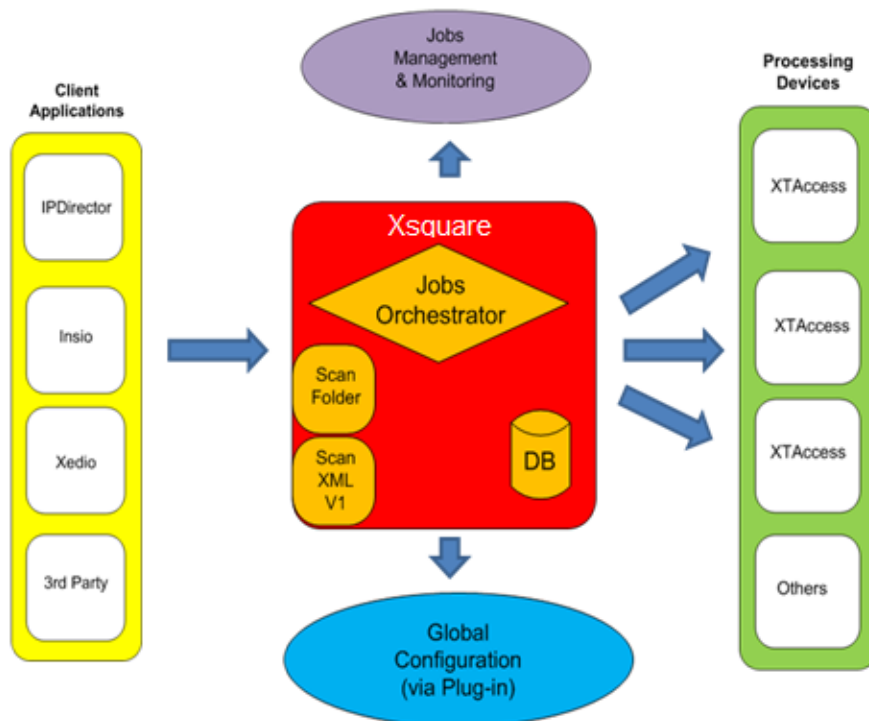 Jobs
Management
& Monitoring
Client
Applications
IPDirector
Insio
Xedio
3rd Party
Xsquare
Jobs
Orchestrator
Scan
Folder
Scan
XML
V1
DB
Global
Configuration
(via Plug-in)
Processing
Devices
XTAccess
XTAccess
XTAccess
Others